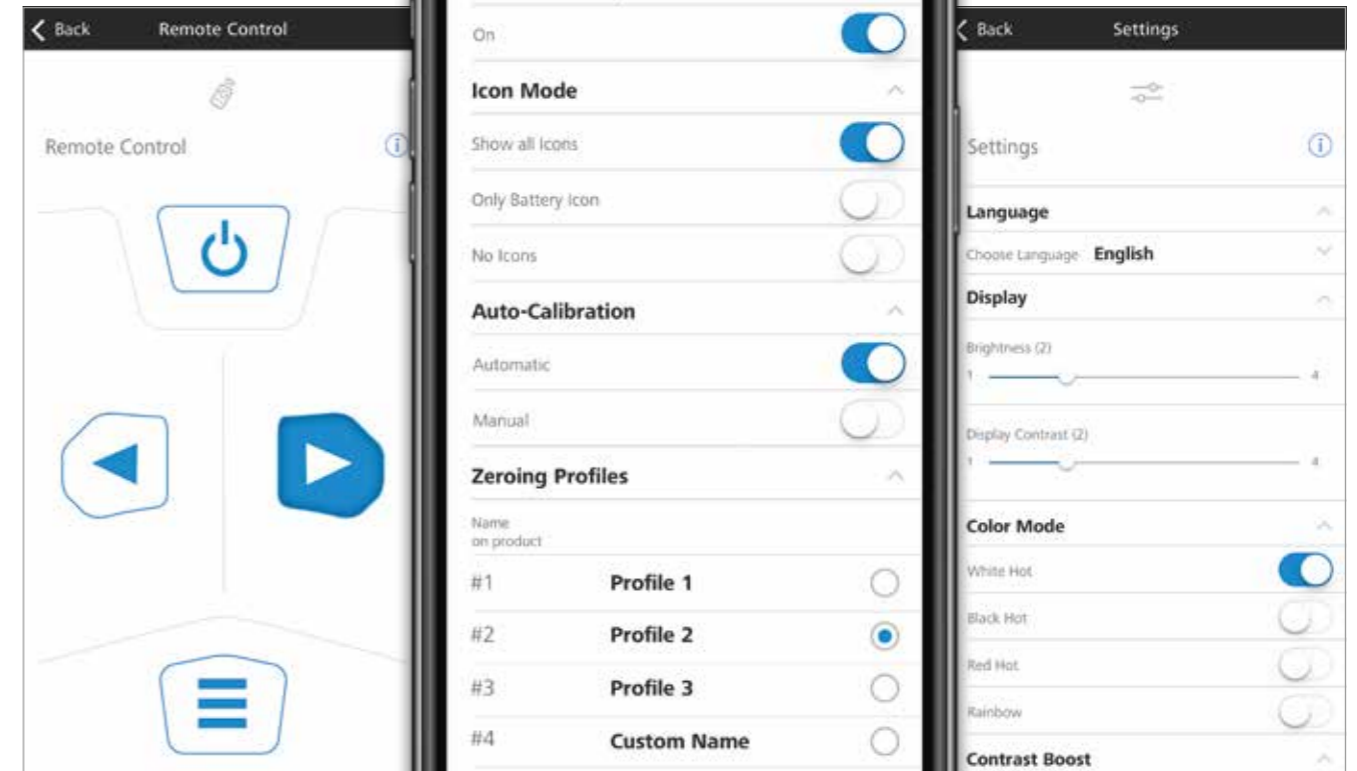 Back Remote Control
Remote Control
On
Icon Mode
Show all Icons
Only Battery Icon
No Icons
Auto-Calibration
Automatic
Manual
Zeroing Profiles
Name
on product
#1 Profile 1
#2 Profile 2
#3 Profile 3
#4 Custom Name
Back Settings
Settings
Language
Choose Language English
Display
Brightness (2)
1 4
Display Contrast (2)
1 4
Color Mode
White Hot
Black Hot
Red Hot
Rainbow
Contrast Boost